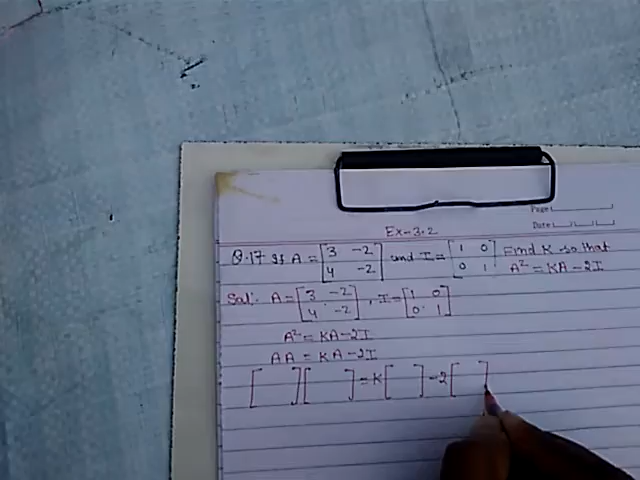 Page:
Date:
Ex-3.2
Q.17 If A = [3 -2 4 -2] and I = [1 0 0 1] Find K so that
A² = KA - 2I
Sol:- A = [3 -2 4 -2], I = [1 0 0 1]
A² = KA - 2I
AA = KA - 2I
[ ] [ ] = K [ ] - 2 [ ]